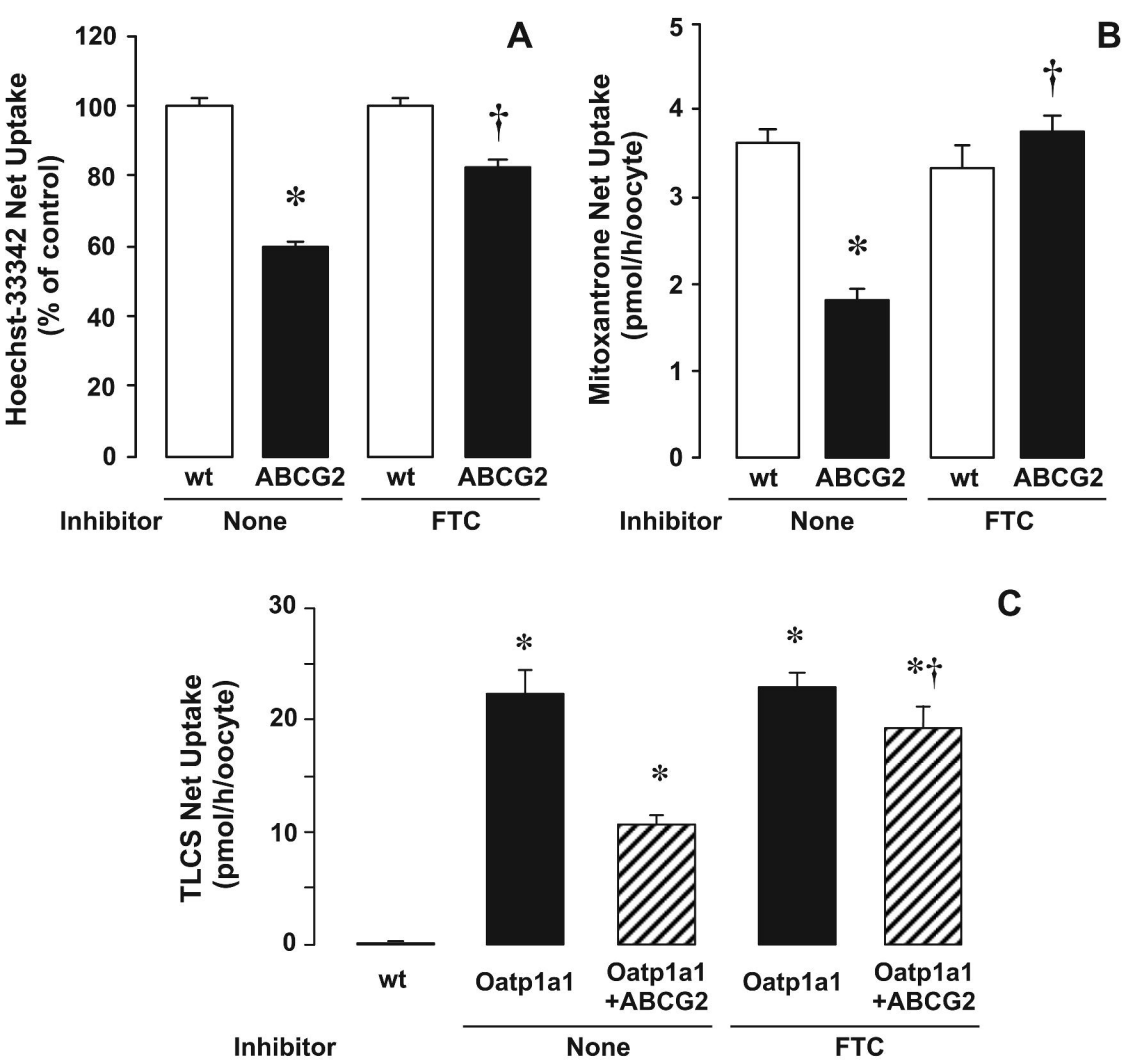 A
Hoechst-33342 Net Uptake
(% of control)
120
100
80
60
40
20
0
*
†
wt ABCG2 wt ABCG2
Inhibitor None FTC
B
Mitoxantrone Net Uptake
(pmol/h/oocyte)
5
4
3
2
1
0
*
†
wt ABCG2 wt ABCG2
Inhibitor None FTC
C
TLCS Net Uptake
(pmol/h/oocyte)
30
20
10
0
*
*
*
*†
wt Oatp1a1 Oatp1a1 Oatp1a1 Oatp1a1
+ABCG2 +ABCG2
Inhibitor None FTC